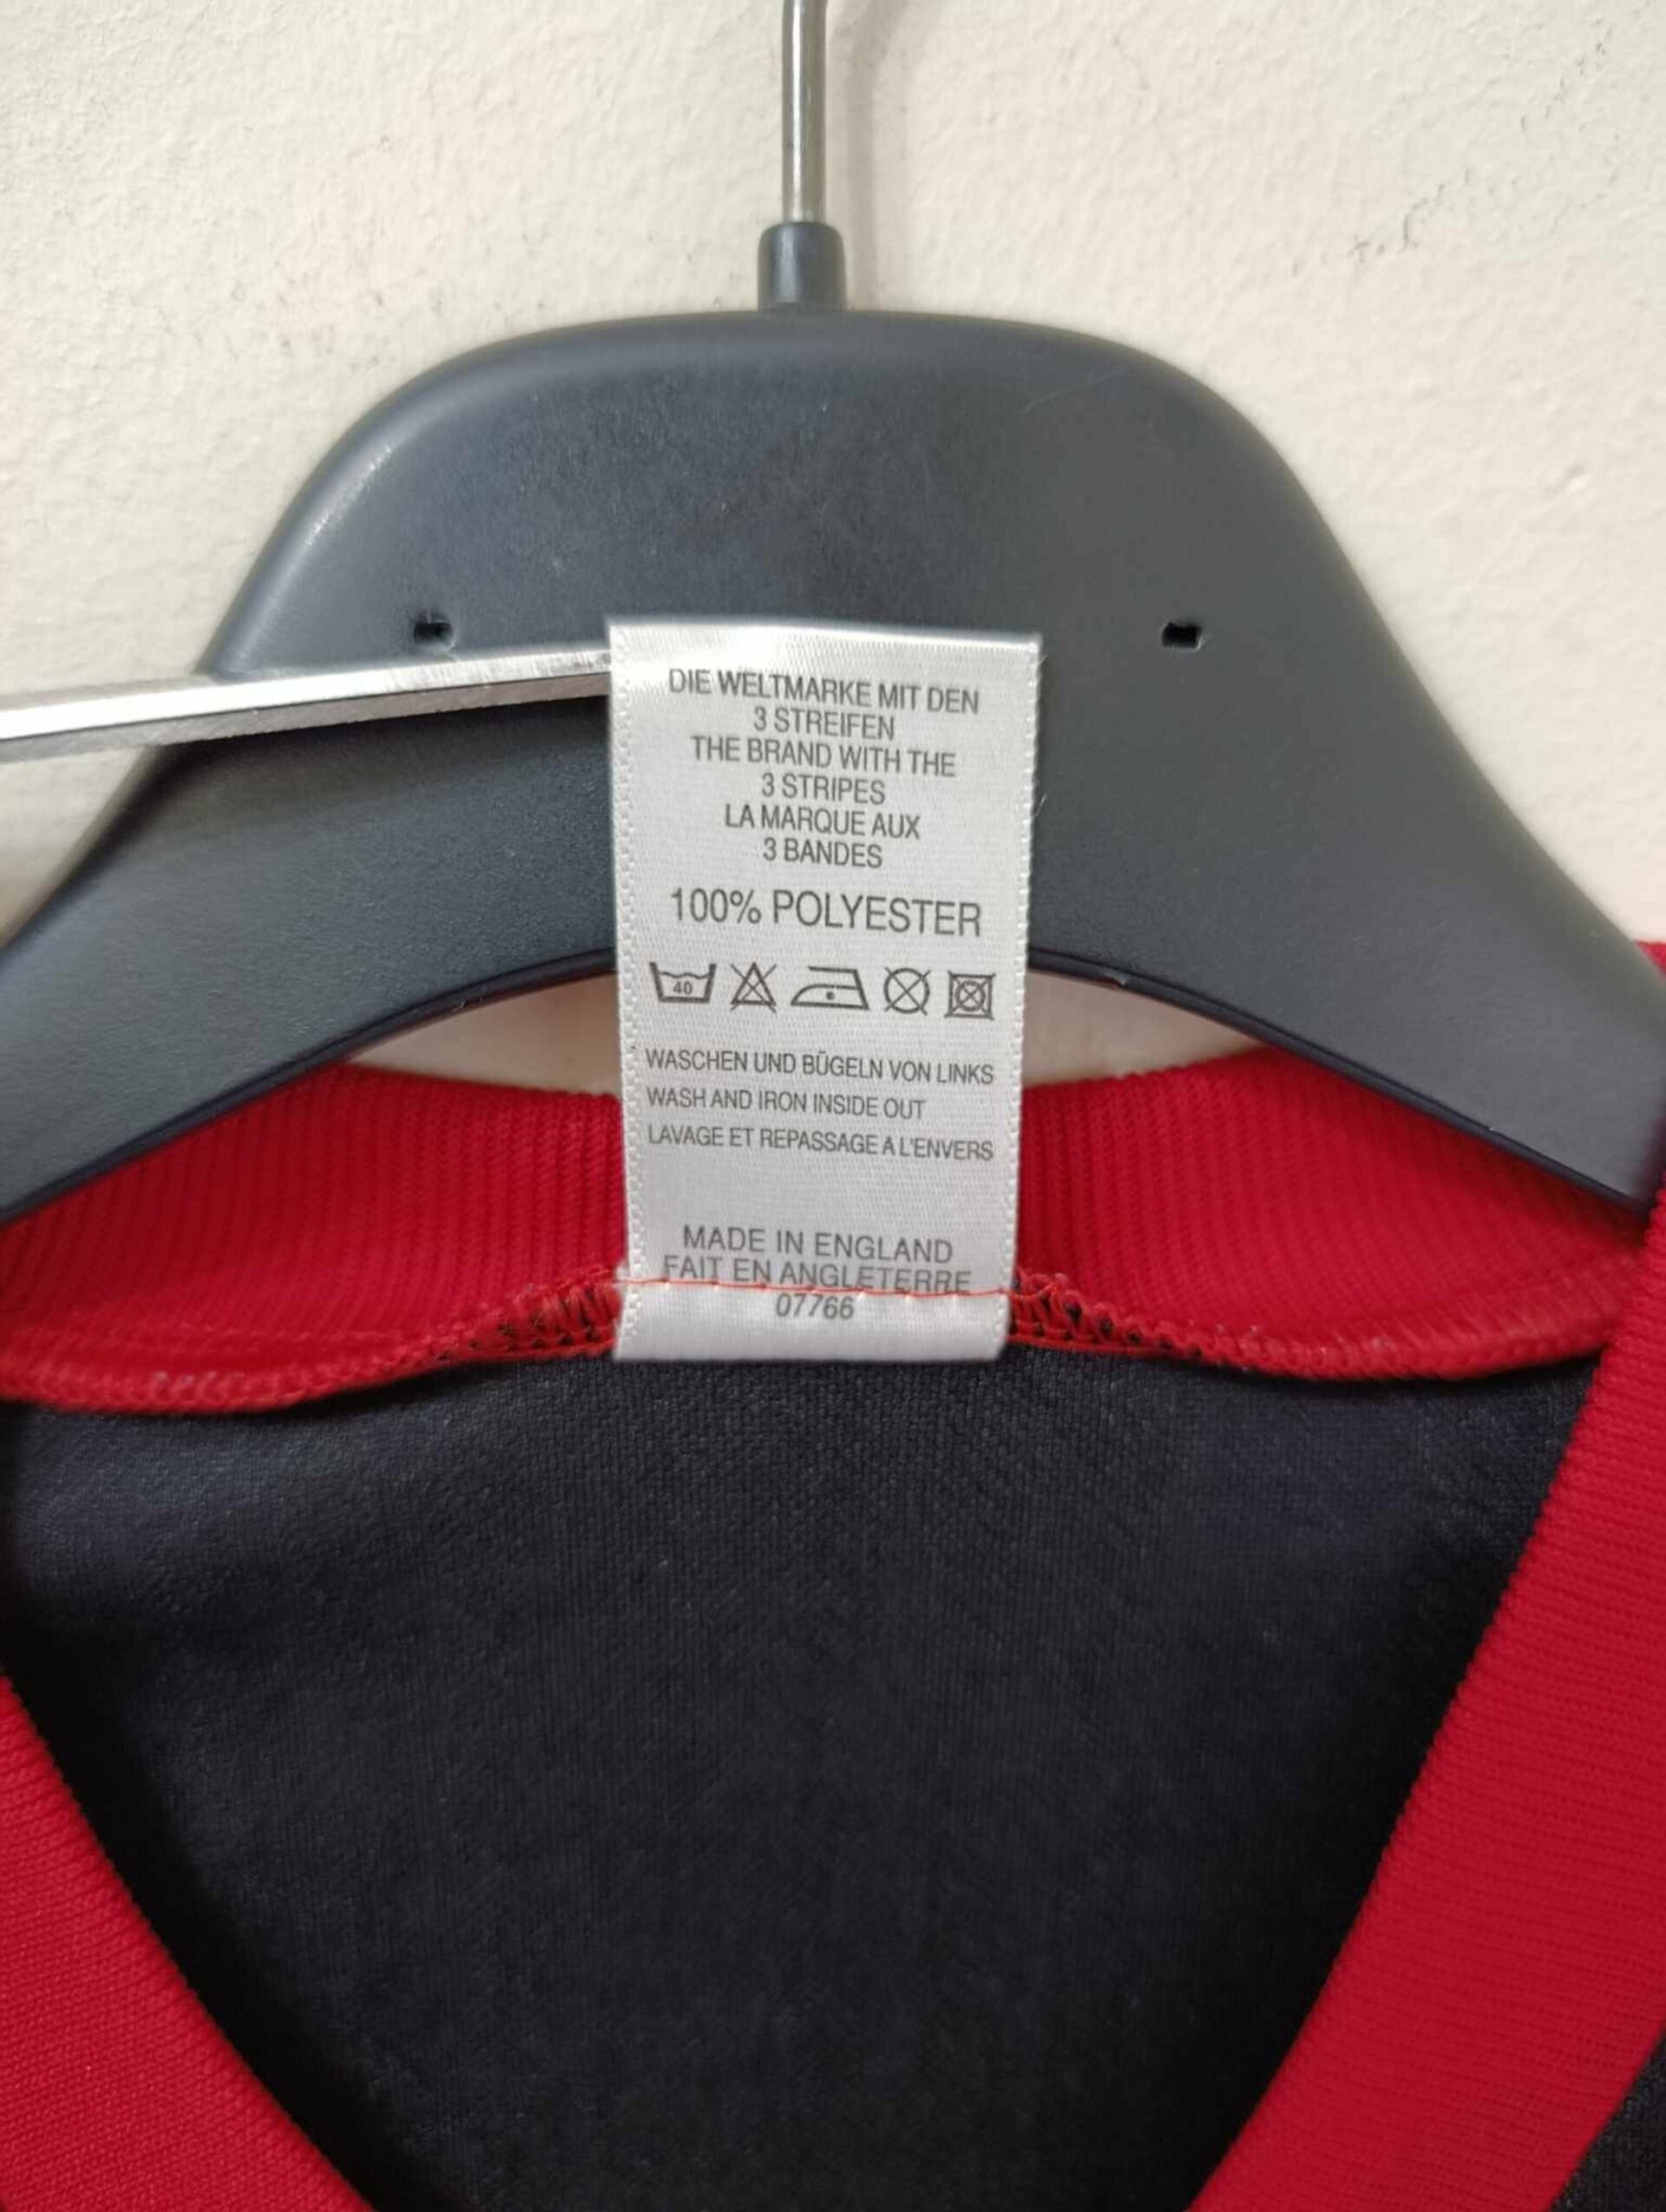 DIE WELTMARKE MIT DEN
3 STREIFEN
THE BRAND WITH THE
3 STRIPES
LA MARQUE AUX
3 BANDES
100% POLYESTER
40
WASCHEN UND BÜGELN VON LINKS
WASH AND IRON INSIDE OUT
LAVAGE ET REPASSAGE A L'ENVERS
MADE IN ENGLAND
FAIT EN ANGLETERRE
07766